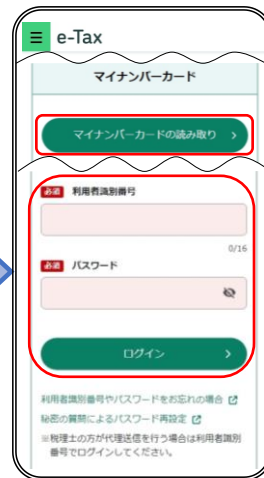 e-Tax
マイナンバーカード
マイナンバーカードの読み取り
必須 利用者識別番号
0/16
必須 パスワード
ログイン
利用者識別番号やパスワードをお忘れの場合
秘密の質問によるパスワード再設定
※税理士の方が代理送信を行う場合は利用者識別
番号でログインしてください。